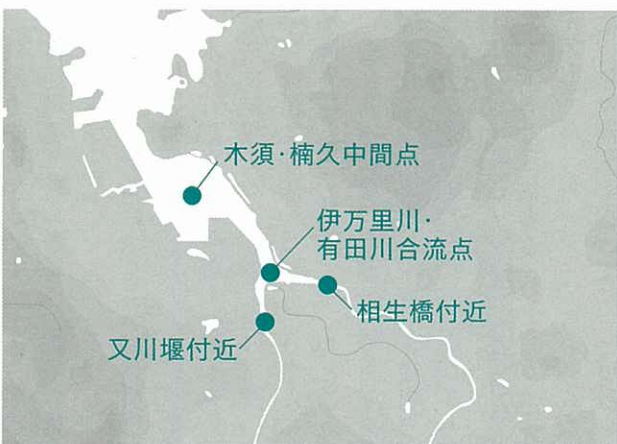 木須･楠久中間点
伊万里川･
有田川合流点
相生橋付近
又川堰付近